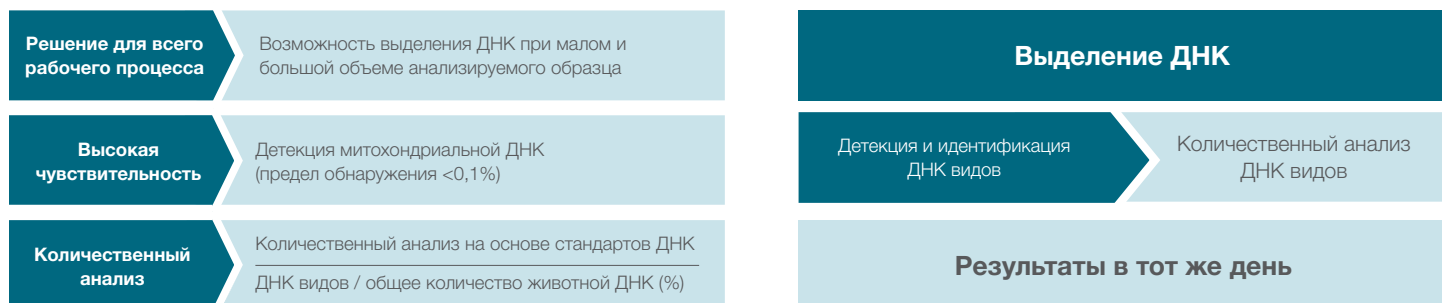 Решение для всего
рабочего процесса
Возможность выделения ДНК при малом и
большой объеме анализируемого образца
Высокая
чувствительность
Детекция митохондриальной ДНК
(предел обнаружения <0,1%)
Количественный
анализ
Количественный анализ на основе стандартов ДНК
ДНК видов / общее количество животной ДНК (%)
Выделение ДНК
Детекция и идентификация
ДНК видов
Количественный анализ
ДНК видов
Результаты в тот же день